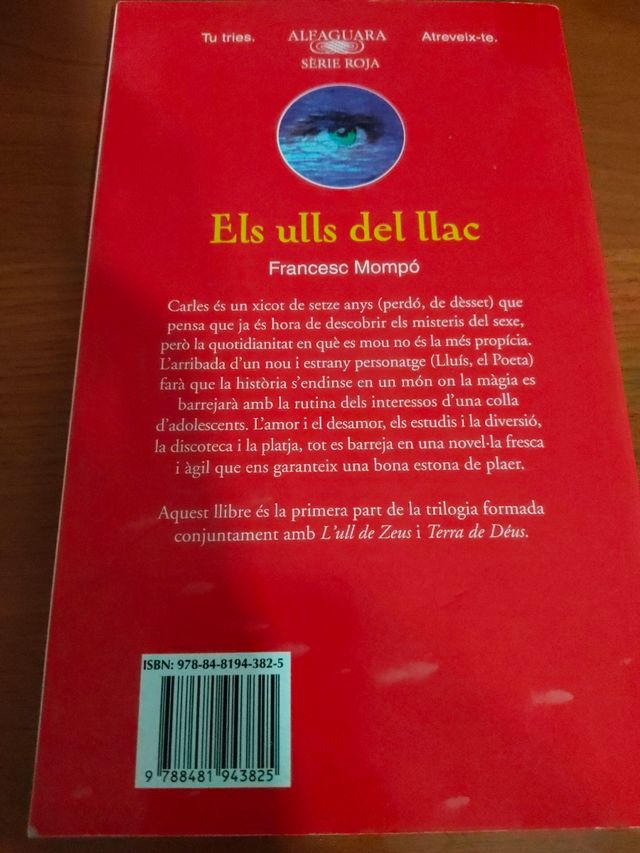 Tu tries. ALFAGUARA Atreveix-te.
SÈRIE ROJA
Els ulls del llac
Francesc Mompó
Carles és un xicot de setze anys (perdó, de dèsset) que
pensa que ja és hora de descobrir els misteris del sexe,
però la quotidianitat en què es mou no és la més propícia.
L'arribada d'un nou i estrany personatge (Lluís, el Poeta)
farà que la història s'endinse en un món on la màgia es
barrejarà amb la rutina dels interessos d'una colla
d'adolescents. L'amor i el desamor, els estudis i la diversió,
la discoteca i la platja, tot es barreja en una novel·la fresca
i àgil que ens garanteix una bona estona de plaer.
Aquest llibre és la primera part de la trilogia formada
conjuntament amb L'ull de Zeus i Terra de Déus.
ISBN: 978-84-8194-382-5
9 788481 943825